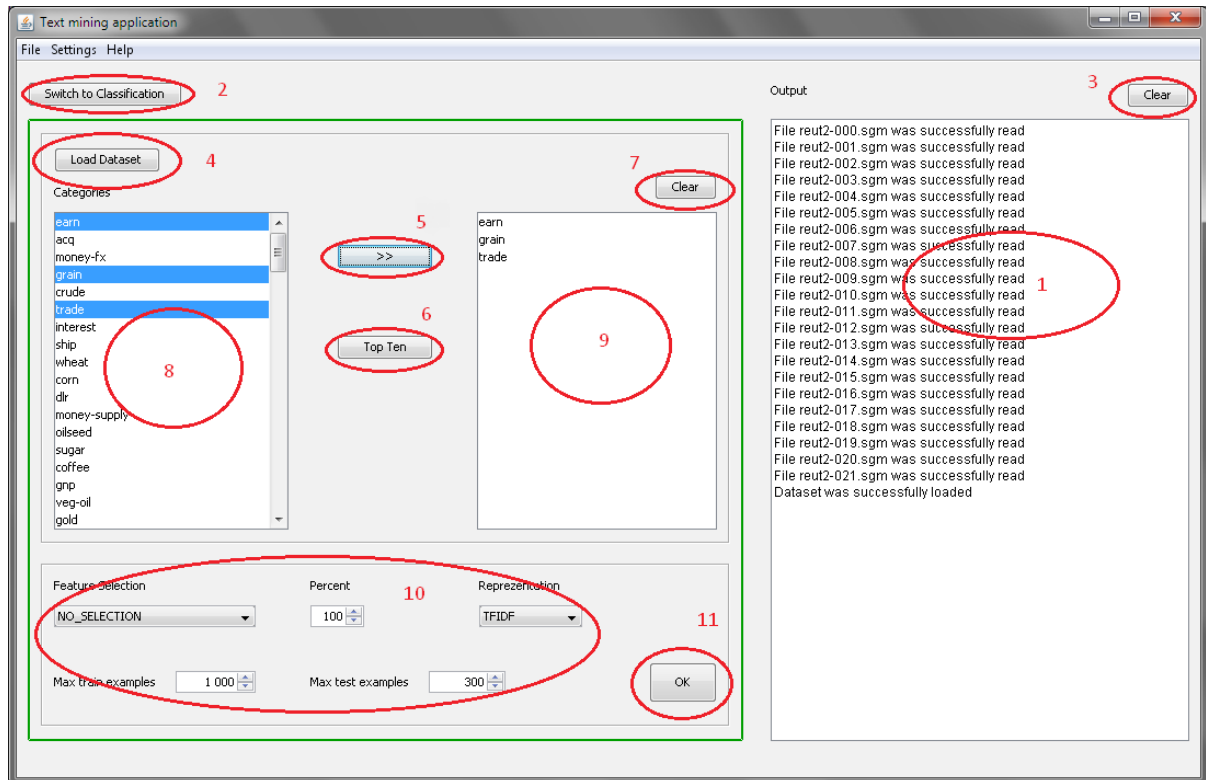 Text mining application
File Settings Help
Switch to Classification
2
Output
3
Clear
Load Dataset
4
7
Clear
Categories
earn
acq
money-fx
grain
crude
trade
interest
ship
wheat
corn
dlr
money-supply
oilseed
sugar
coffee
gnp
veg-oil
gold
8
5
>>
6
Top Ten
earn
grain
trade
9
File reut2-000.sgm was successfully read
File reut2-001.sgm was successfully read
File reut2-002.sgm was successfully read
File reut2-003.sgm was successfully read
File reut2-004.sgm was successfully read
File reut2-005.sgm was successfully read
File reut2-006.sgm was successfully read
File reut2-007.sgm was successfully read
File reut2-008.sgm was successfully read
File reut2-009.sgm was successfully read
File reut2-010.sgm was successfully read
File reut2-011.sgm was successfully read
File reut2-012.sgm was successfully read
File reut2-013.sgm was successfully read
File reut2-014.sgm was successfully read
File reut2-015.sgm was successfully read
File reut2-016.sgm was successfully read
File reut2-017.sgm was successfully read
File reut2-018.sgm was successfully read
File reut2-019.sgm was successfully read
File reut2-020.sgm was successfully read
File reut2-021.sgm was successfully read
Dataset was successfully loaded
1
Feature Selection
Percent
10
Reprezentation
NO_SELECTION
100
TFIDF
11
Max train examples 1 000
Max test examples 300
OK